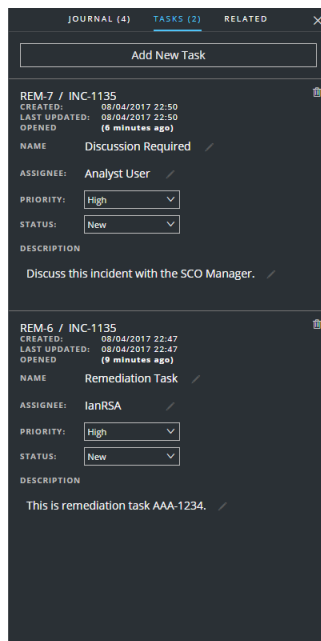 JOURNAL (4) TASKS (2) RELATED
Add New Task
REM-7 / INC-1135
CREATED: 08/04/2017 22:50
LAST UPDATED: 08/04/2017 22:50
OPENED (6 minutes ago)
NAME Discussion Required
ASSIGNEE: Analyst User
PRIORITY: High
STATUS: New
DESCRIPTION
Discuss this incident with the SCO Manager.
REM-6 / INC-1135
CREATED: 08/04/2017 22:47
LAST UPDATED: 08/04/2017 22:47
OPENED (9 minutes ago)
NAME Remediation Task
ASSIGNEE: IanRSA
PRIORITY: High
STATUS: New
DESCRIPTION
This is remediation task AAA-1234.